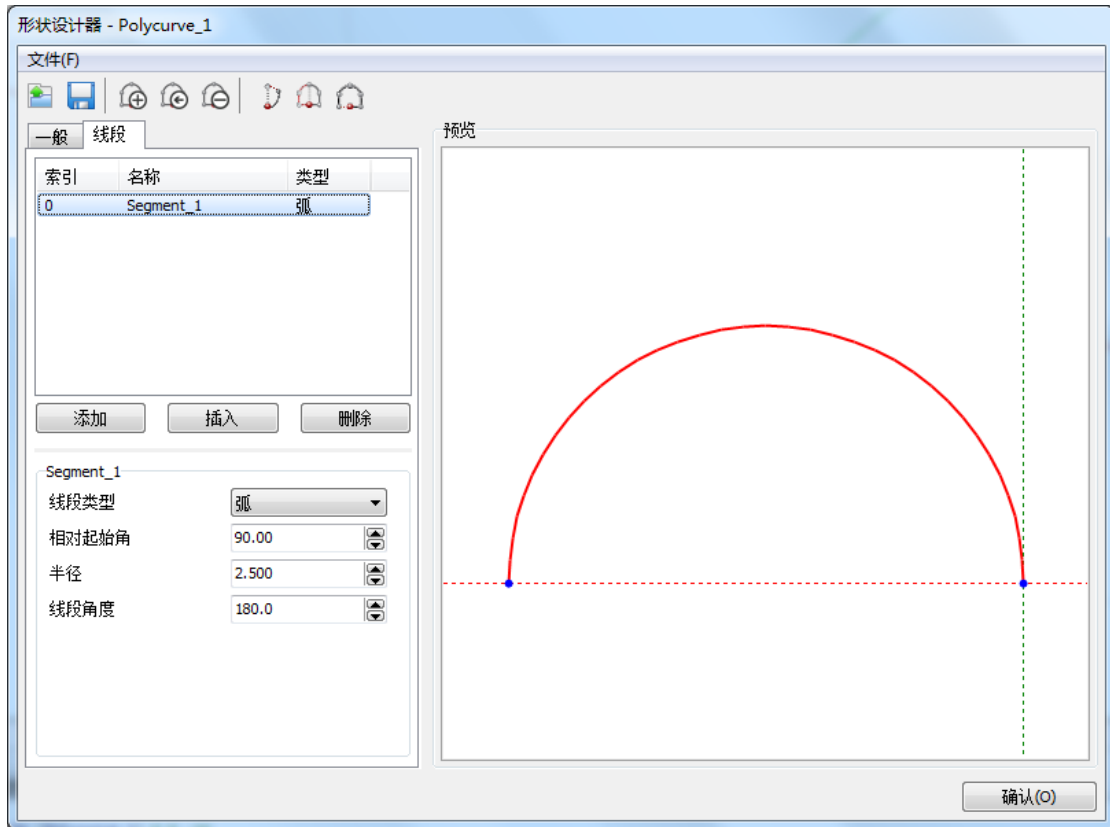 形状设计器 - Polycurve_1
文件(F)
一般 线段
预览
索引 名称 类型
0 Segment_1 弧
添加 插入 删除
Segment_1
线段类型 弧
相对起始角 90.00
半径 2.500
线段角度 180.0
确认(O)